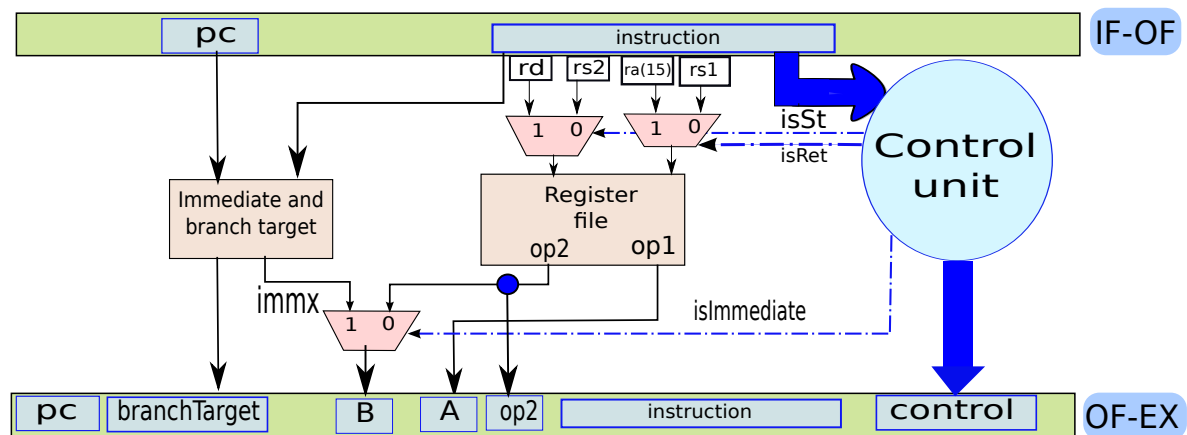 pc
instruction
IF-OF
rd
rs2
ra(15)
rs1
1 0
1 0
isSt
isRet
Control
unit
Immediate and
branch target
Register
file
op2
op1
immx
1 0
isImmediate
pc
branchTarget
B
A
op2
instruction
control
OF-EX